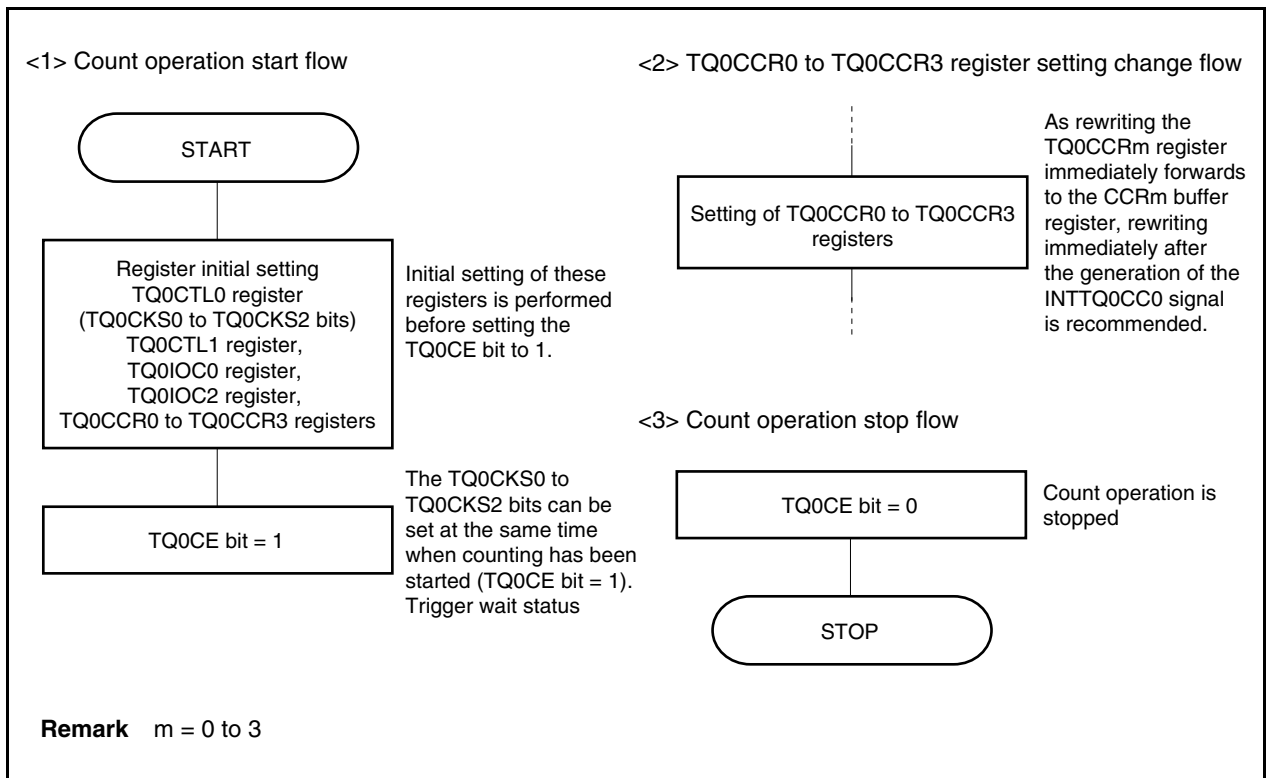 <1> Count operation start flow
START
Register initial setting
TQ0CTL0 register
(TQ0CKS0 to TQ0CKS2 bits)
TQ0CTL1 register,
TQ0IOC0 register,
TQ0IOC2 register,
TQ0CCR0 to TQ0CCR3 registers
Initial setting of these
registers is performed
before setting the
TQ0CE bit to 1.
TQ0CE bit = 1
The TQ0CKS0 to
TQ0CKS2 bits can be
set at the same time
when counting has been
started (TQ0CE bit = 1).
Trigger wait status
<2> TQ0CCR0 to TQ0CCR3 register setting change flow
Setting of TQ0CCR0 to TQ0CCR3
registers
As rewriting the
TQ0CCRm register
immediately forwards
to the CCRm buffer
register, rewriting
immediately after
the generation of the
INTTQ0CC0 signal
is recommended.
<3> Count operation stop flow
TQ0CE bit = 0
Count operation is
stopped
STOP
Remark m = 0 to 3